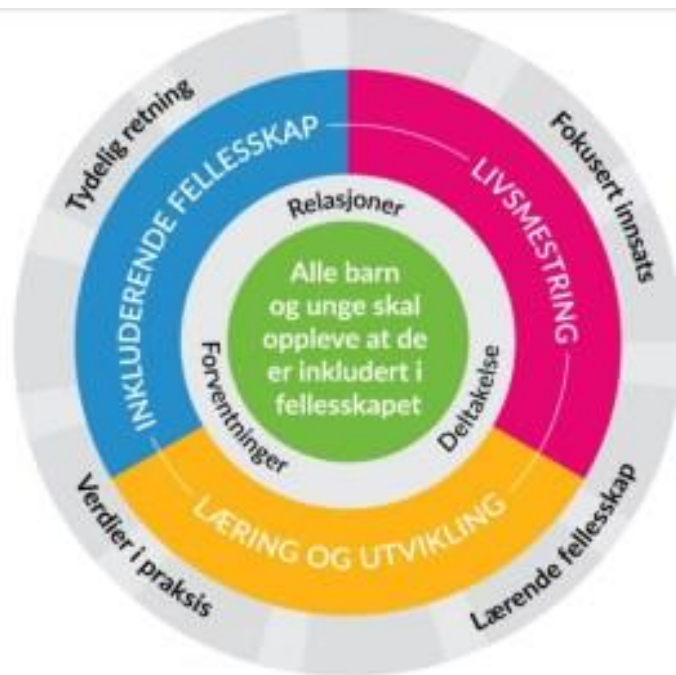 Tydelig retning
Fokusert innsats
INKLUDERENDE FELLESSKAP
LIVSMESTRING
Relasjoner
Alle barn
og unge skal
oppleve at de
er inkludert i
fellesskapet
Forventninger
Deltakelse
LÆRING OG UTVIKLING
Verdier i praksis
Lærende fellesskap